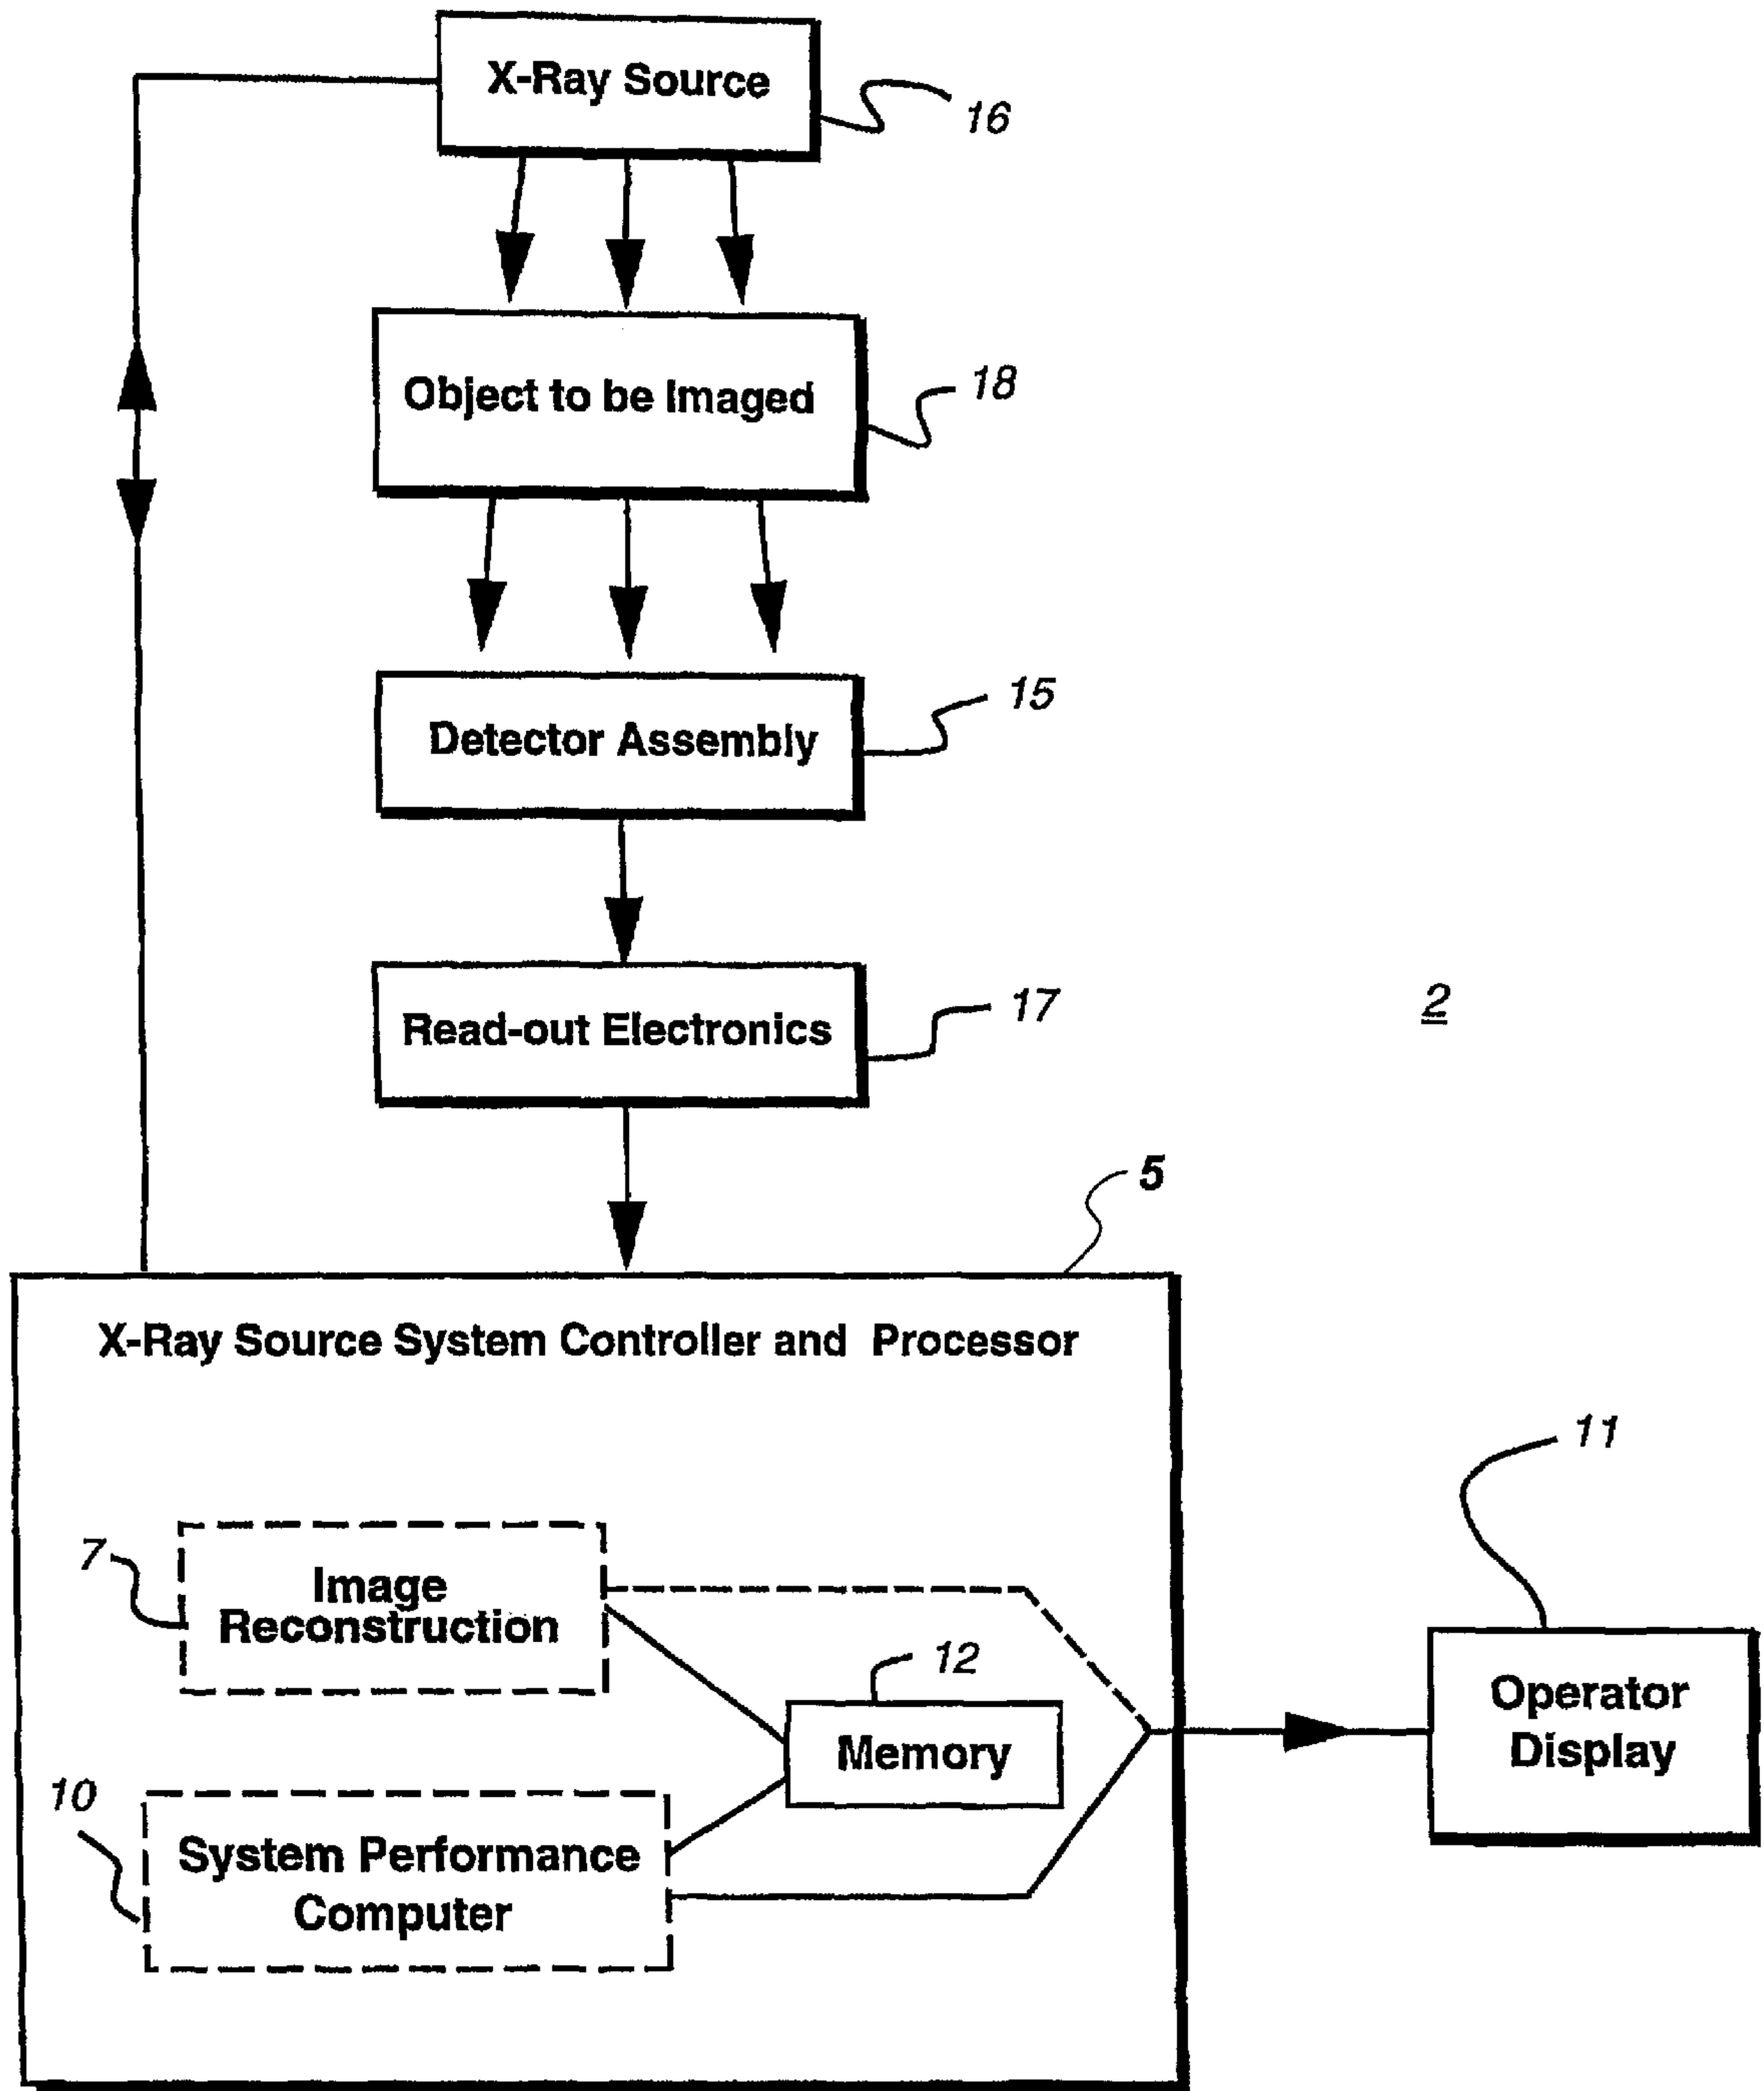 X-Ray Source
16
Object to be Imaged
18
Detector Assembly
15
Read-out Electronics
17
2
5
X-Ray Source System Controller and Processor
11
7
Image
Reconstruction
12
Memory
Operator
Display
10
System Performance
Computer